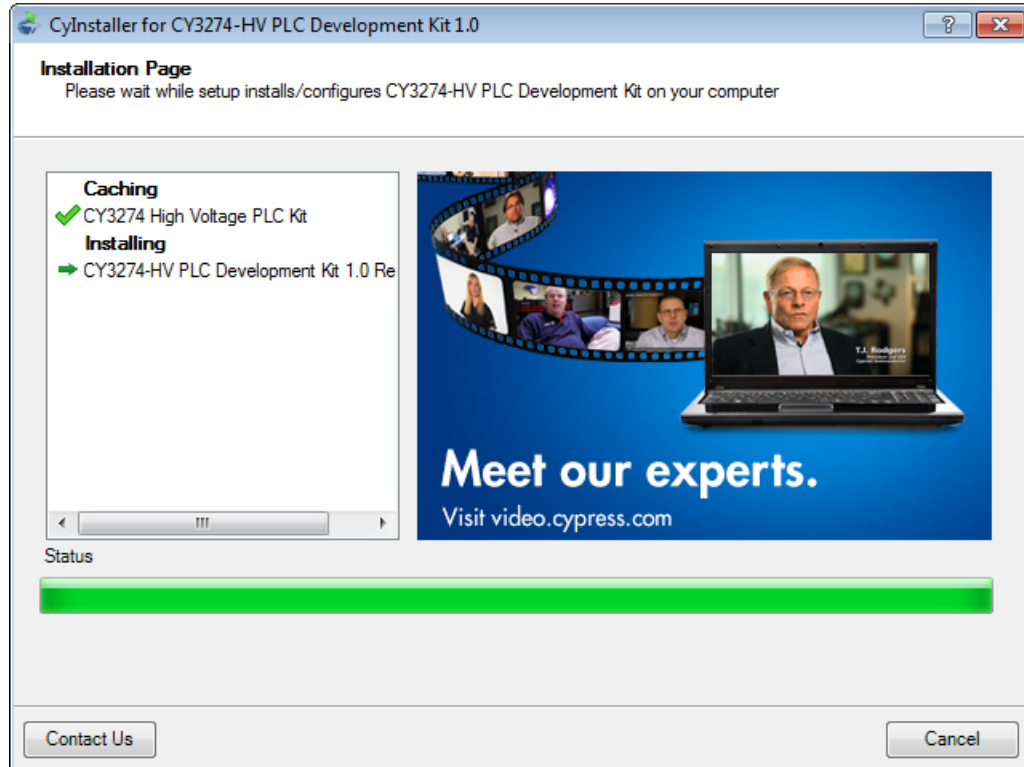 CyInstaller for CY3274-HV PLC Development Kit 1.0
Installation Page
Please wait while setup installs/configures CY3274-HV PLC Development Kit on your computer
Caching
CY3274 High Voltage PLC Kit
Installing
CY3274-HV PLC Development Kit 1.0 Re
T.J. Rodgers
Meet our experts.
Visit video.cypress.com
Status
Contact Us
Cancel